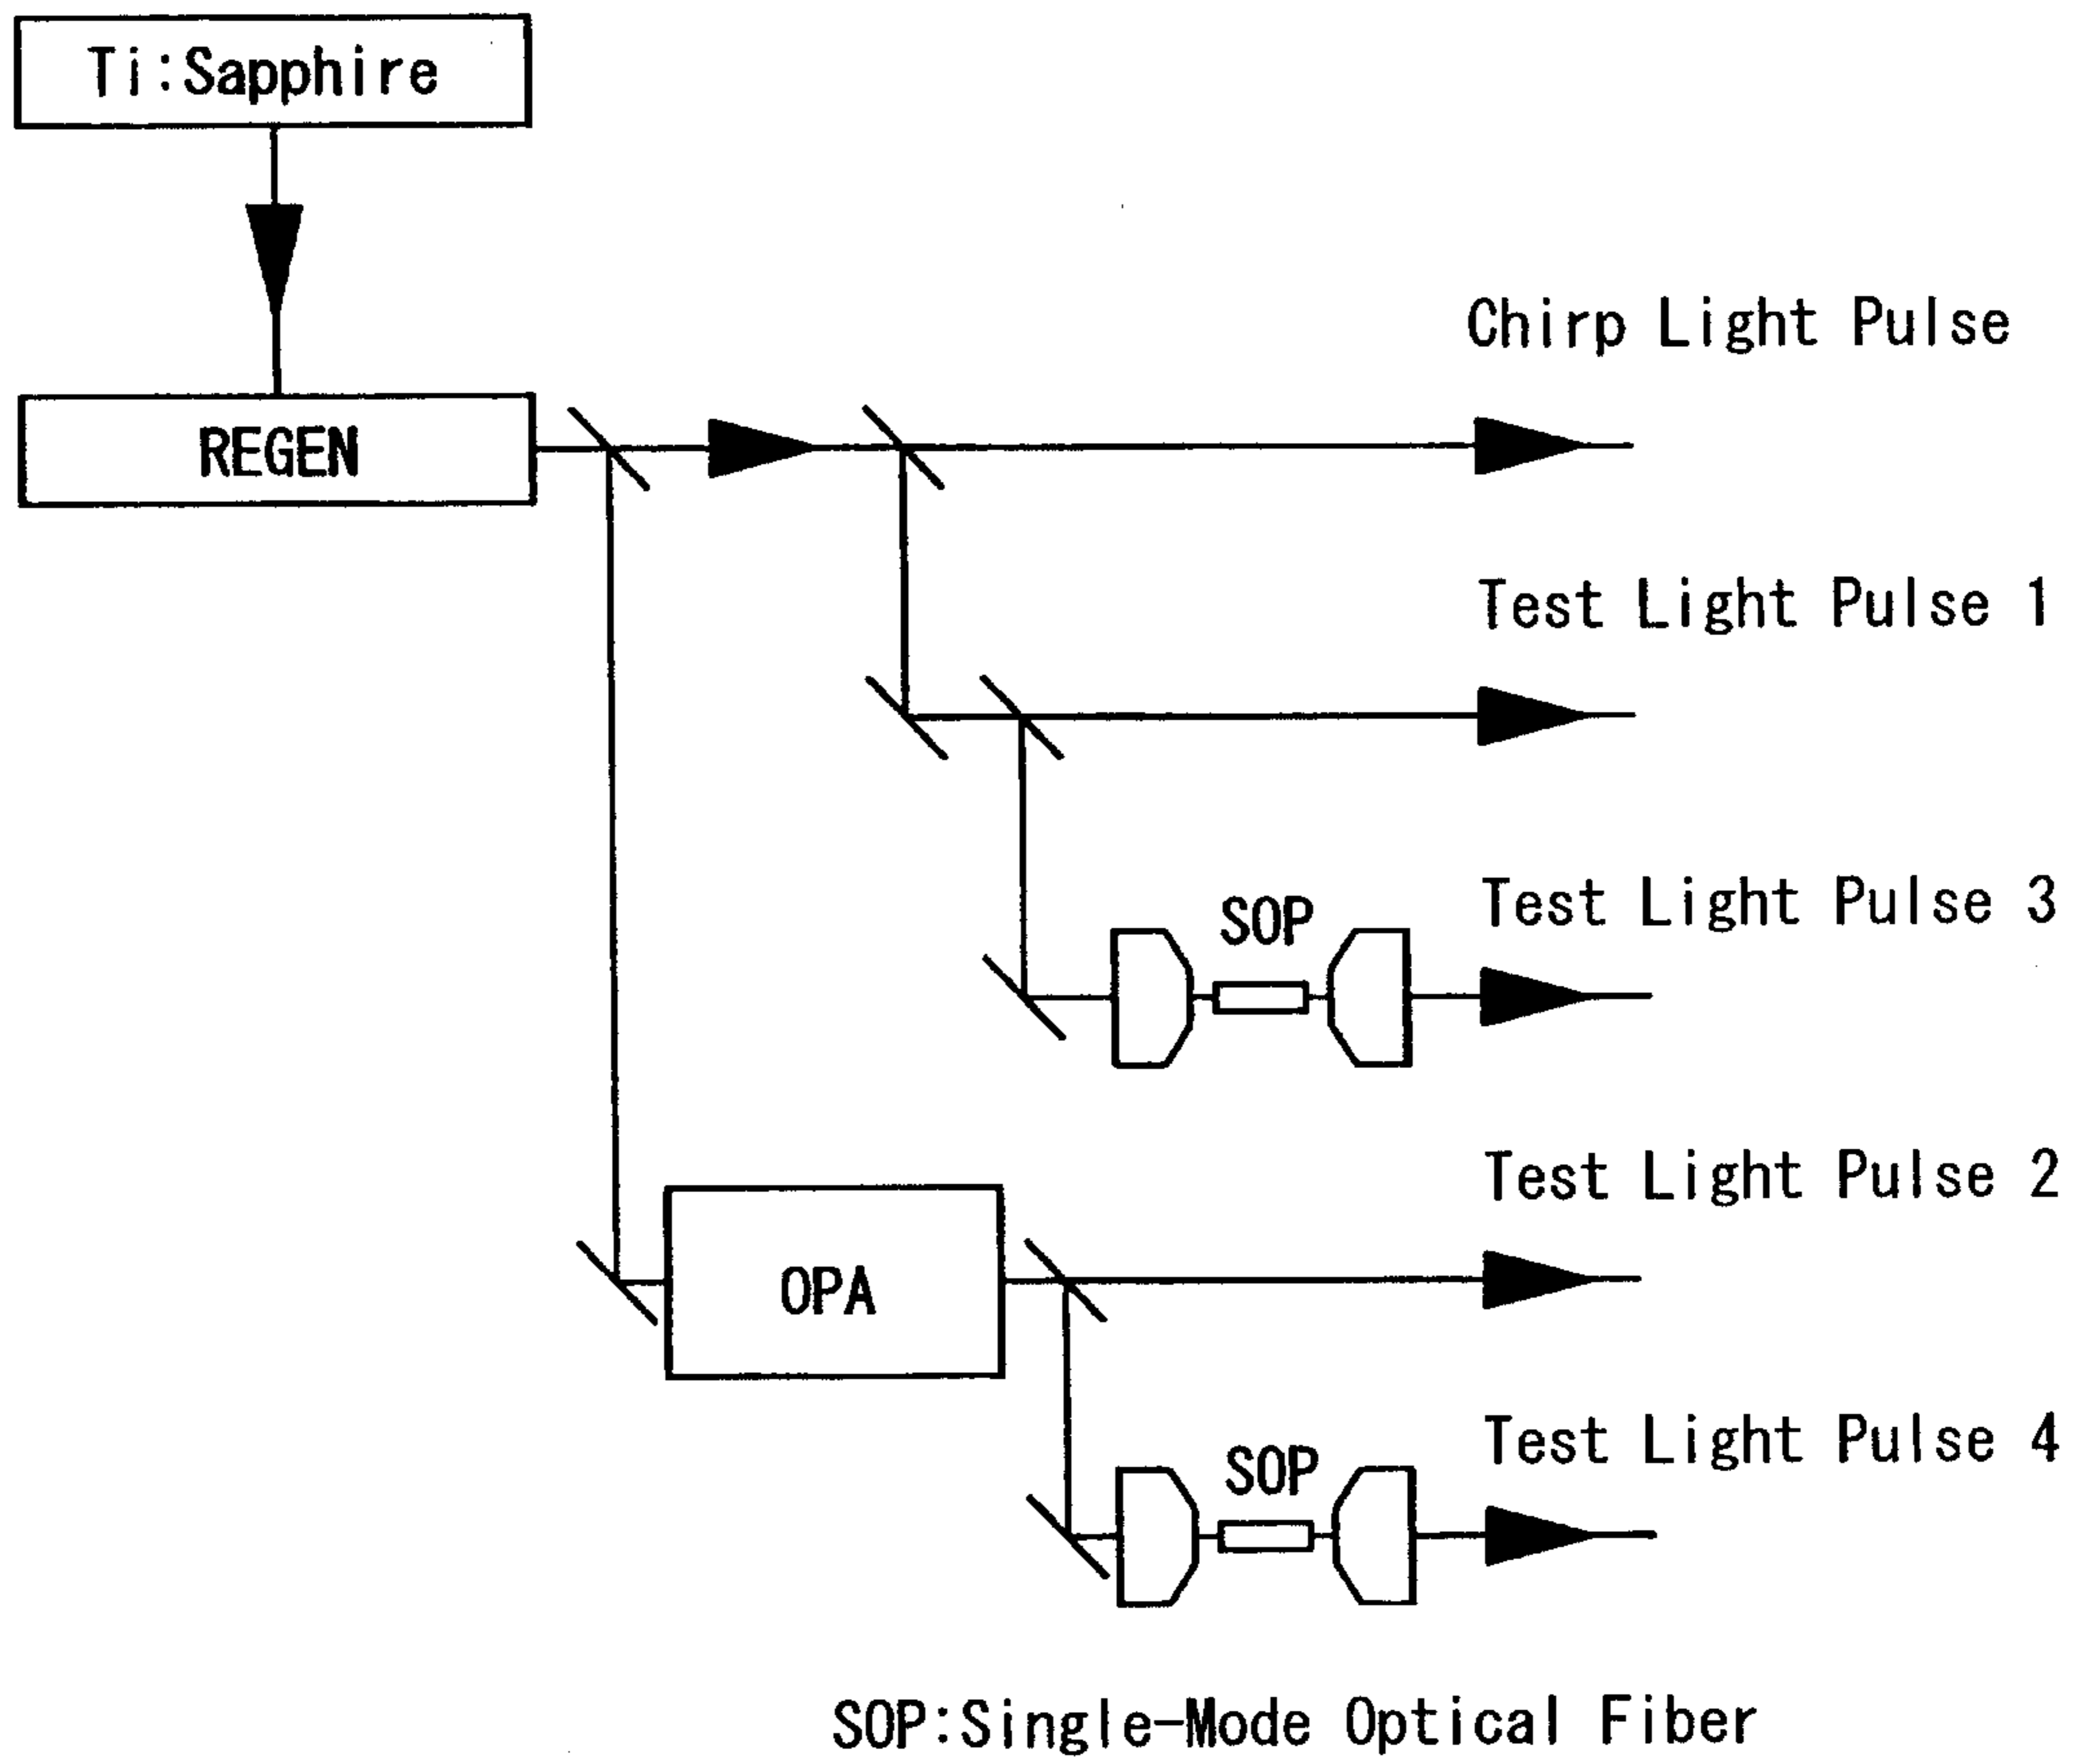 Ti:Sapphire
Chirp Light Pulse
REGEN
Test Light Pulse 1
Test Light Pulse 3
SOP
Test Light Pulse 2
OPA
Test Light Pulse 4
SOP
SOP:Single-Mode Optical Fiber